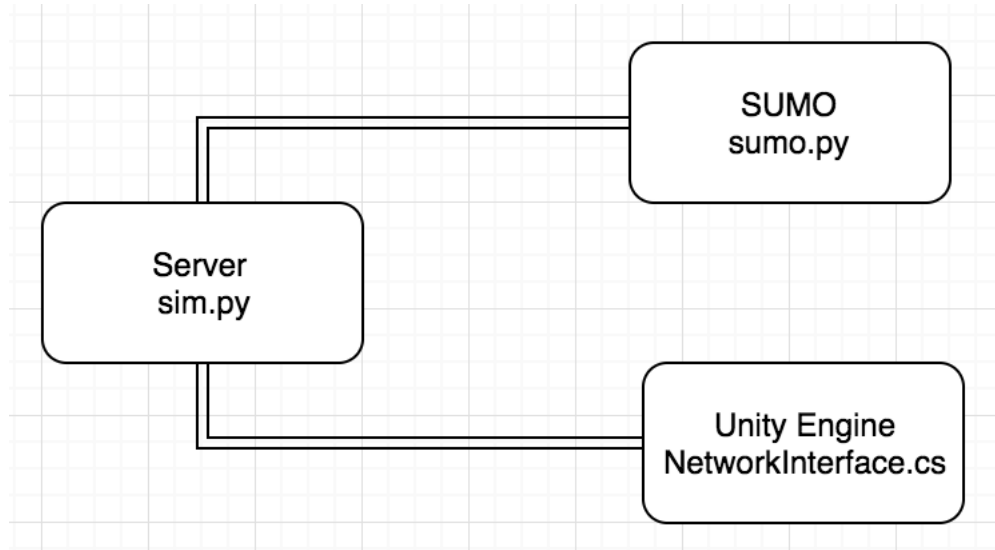 SUMO
sumo.py
Server
sim.py
Unity Engine
NetworkInterface.cs